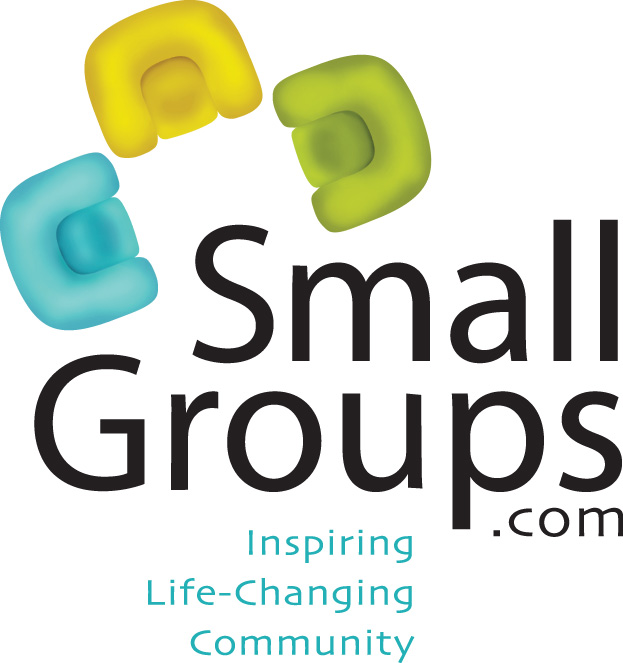 Small
Groups
.com
Inspiring
Life-Changing
Community